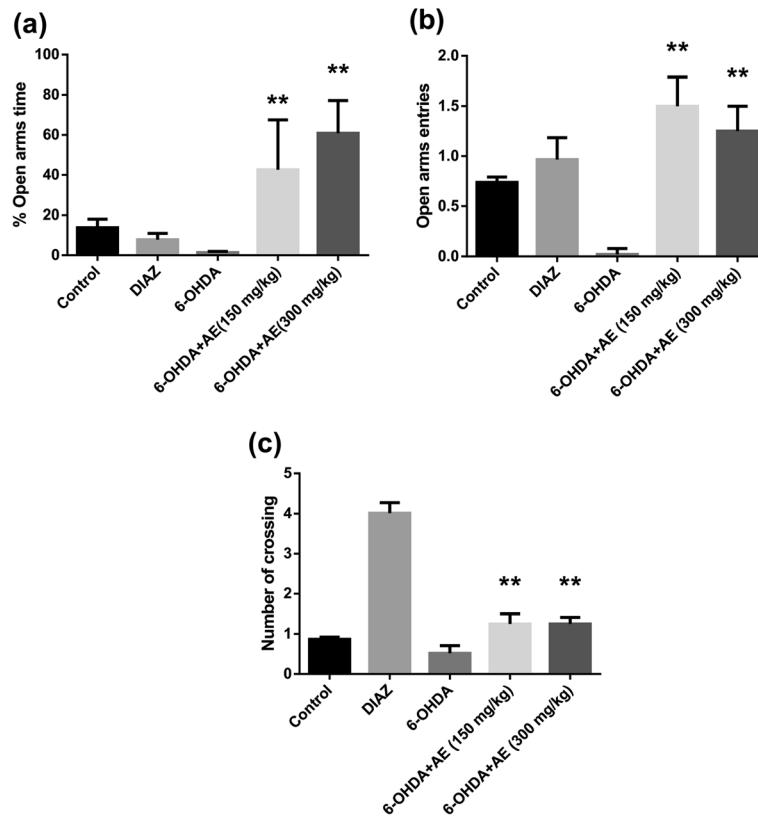 (a)
% Open arms time
100
80
60
40
20
0
**
**
Control
DIAZ
6-OHDA
6-OHDA+AE(150 mg/kg)
6-OHDA+AE(300 mg/kg)
(b)
Open arms entries
2.0
1.5
1.0
0.5
0.0
**
**
Control
DIAZ
6-OHDA
6-OHDA+AE (150 mg/kg)
6-OHDA+AE (300 mg/kg)
(c)
Number of crossing
5
4
3
2
1
0
**
**
Control
DIAZ
6-OHDA
6-OHDA+AE (150 mg/kg)
6-OHDA+AE (300 mg/kg)